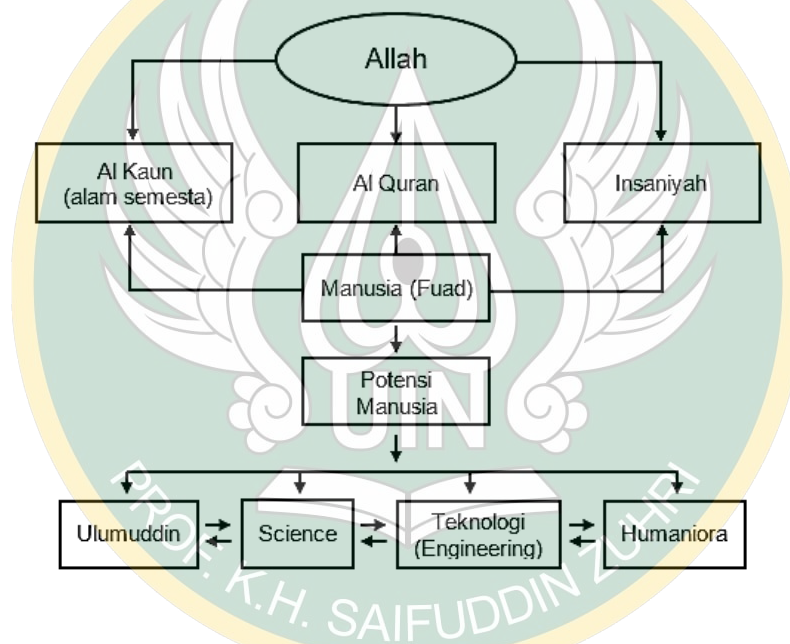 Allah
Al Kaun
(alam semesta)
Al Quran
Insaniyah
Manusia (Fuad)
Potensi
Manusia
UIN
Ulumuddin
Science
Teknologi
(Engineering)
Humaniora
PROF. K.H. SAIFUDDIN ZUHRI